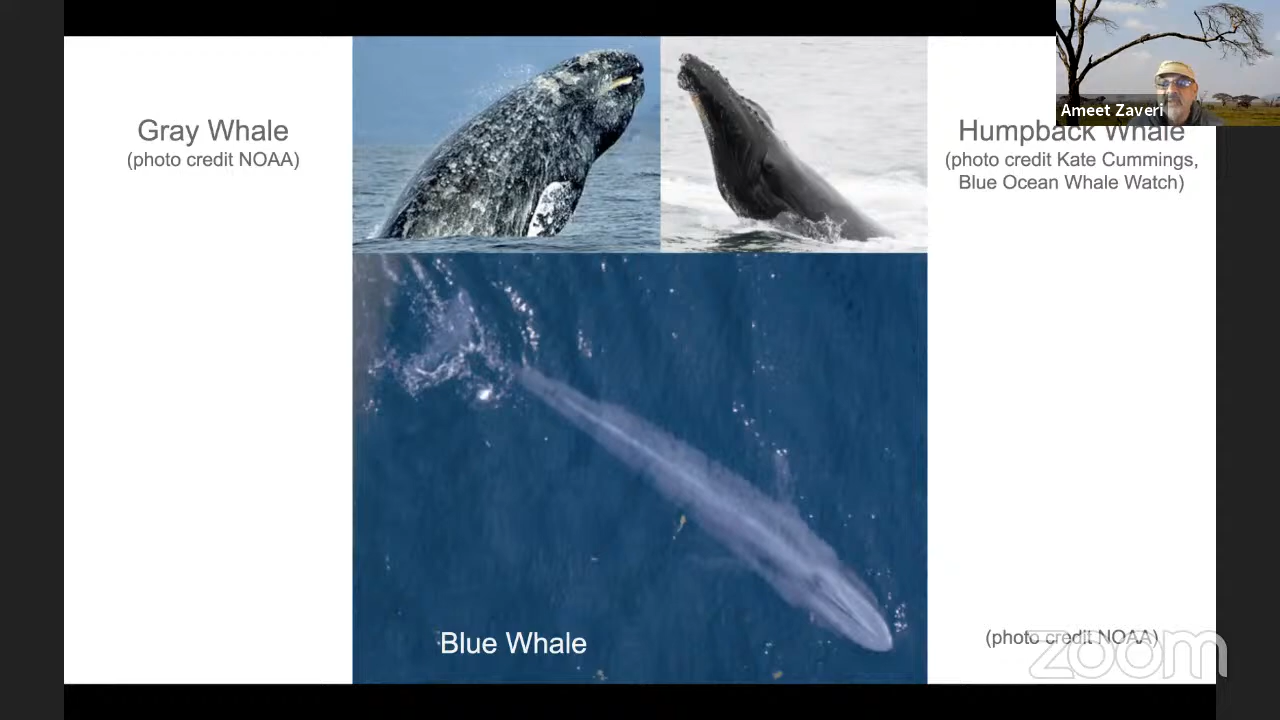 Ameet Zaveri
Gray Whale
(photo credit NOAA)
Humpback Whale
(photo credit Kate Cummings,
Blue Ocean Whale Watch)
Blue Whale
(photo credit NOAA)
zoom